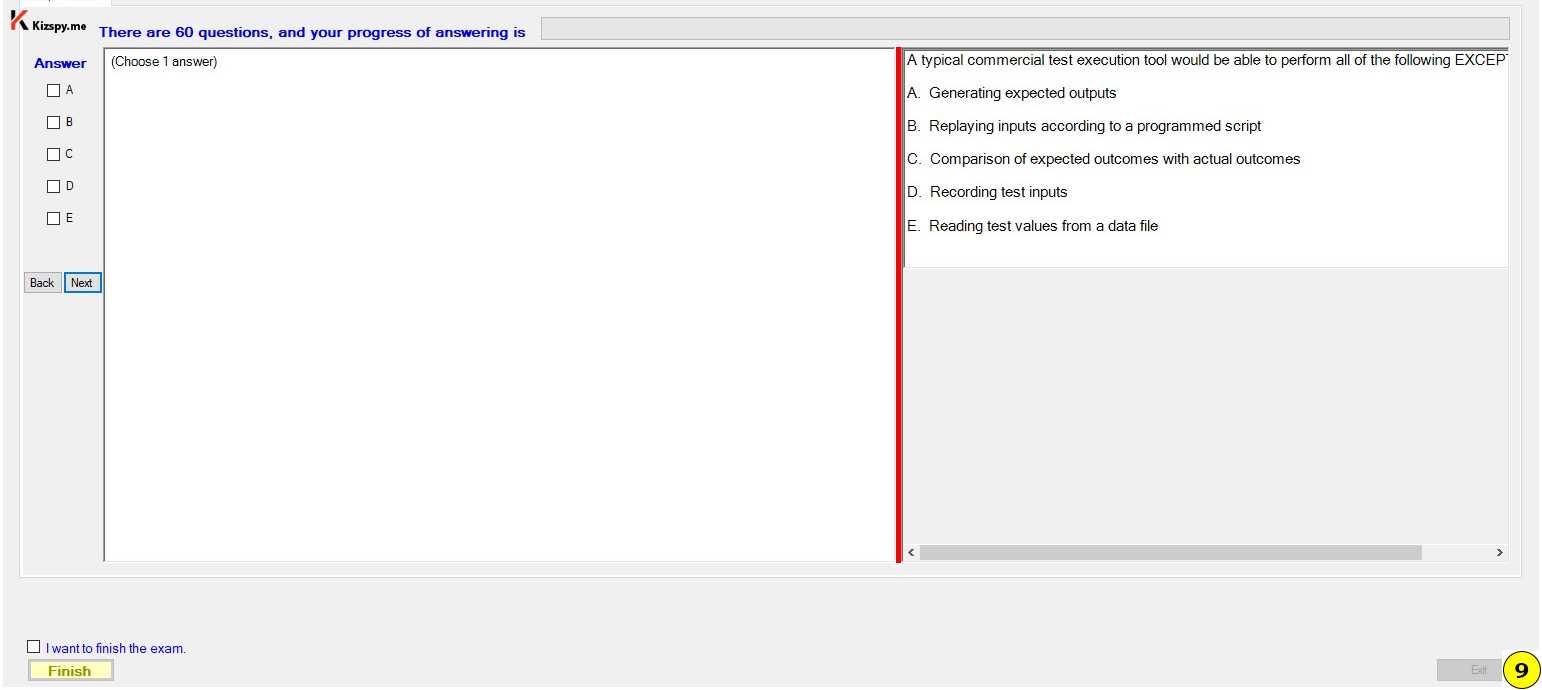 Kizspy.me
There are 60 questions, and your progress of answering is
Answer
(Choose 1 answer)
A
B
C
D
E
Back
Next
A typical commercial test execution tool would be able to perform all of the following EXCEPT
A. Generating expected outputs
B. Replaying inputs according to a programmed script
C. Comparison of expected outcomes with actual outcomes
D. Recording test inputs
E. Reading test values from a data file
I want to finish the exam.
Finish
Exit
9